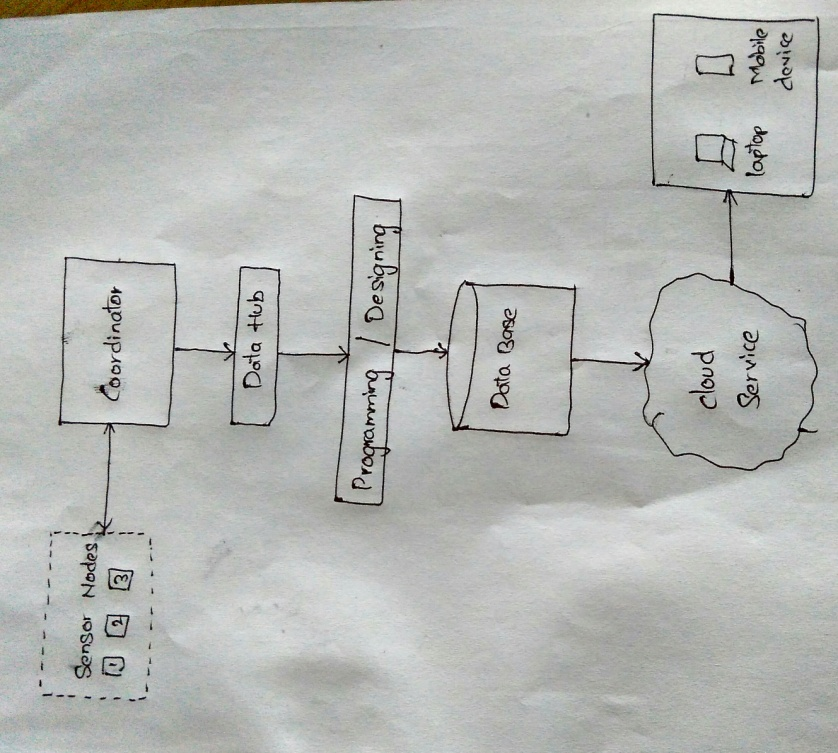 Sensor Nodes
1 2 3
Coordinator
Data Hub
Programming / Designing
Data Base
Cloud
Service
laptop
Mobile
device